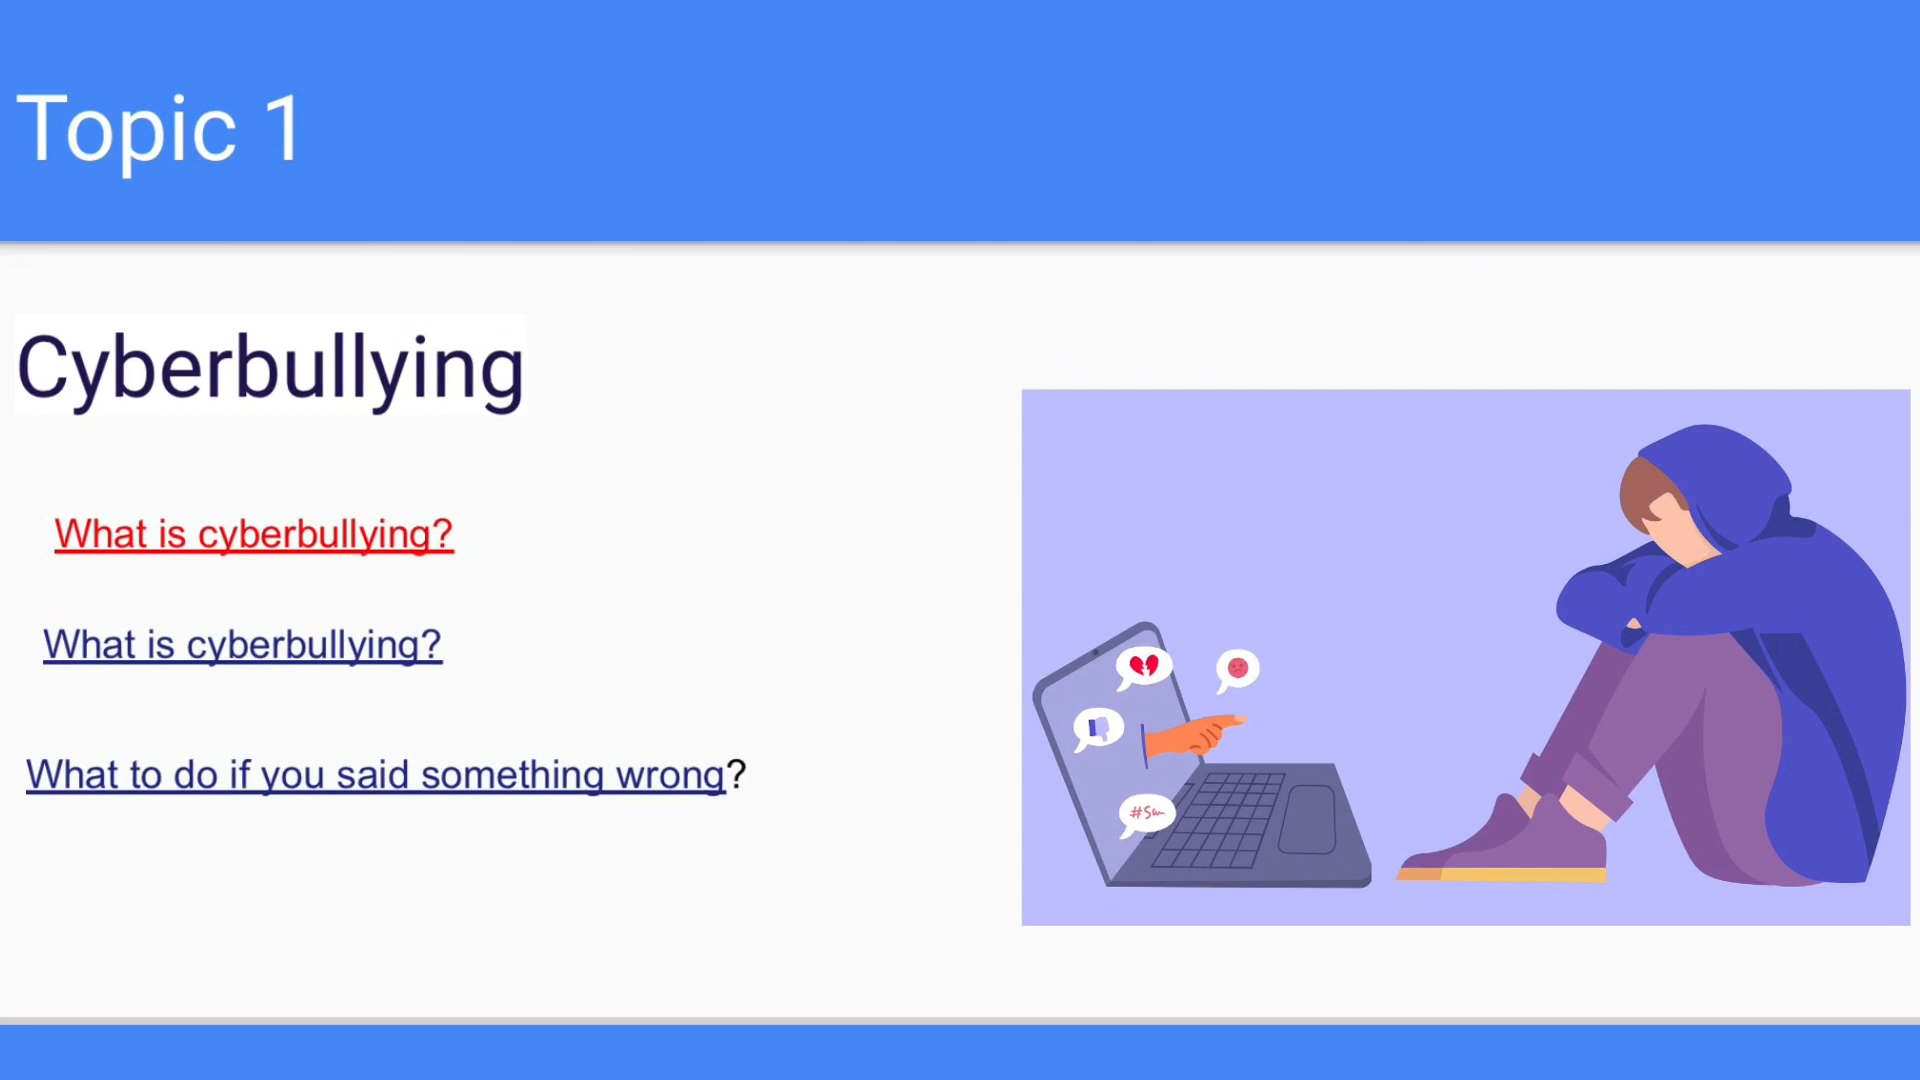 Topic 1
Cyberbullying
What is cyberbullying?
What is cyberbullying?
What to do if you said something wrong?